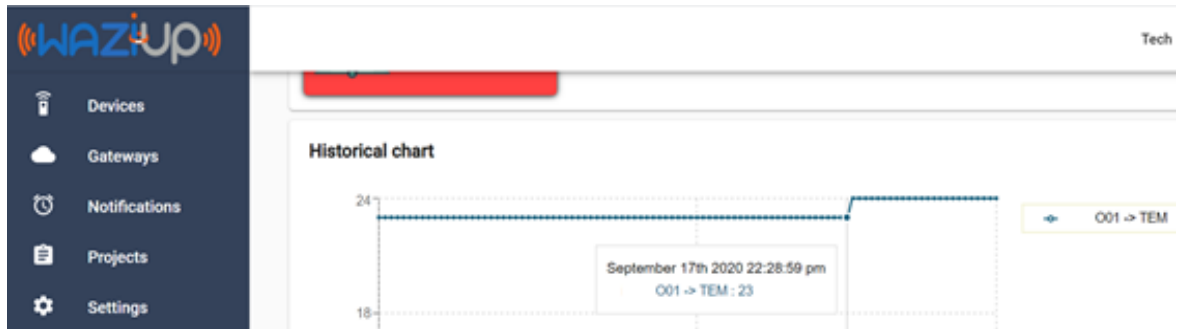 WAZIUP
Tech
Devices
Gateways
Notifications
Projects
Settings
Historical chart
24
18
September 17th 2020 22:28:59 pm
O01 -> TEM : 23
O01 -> TEM